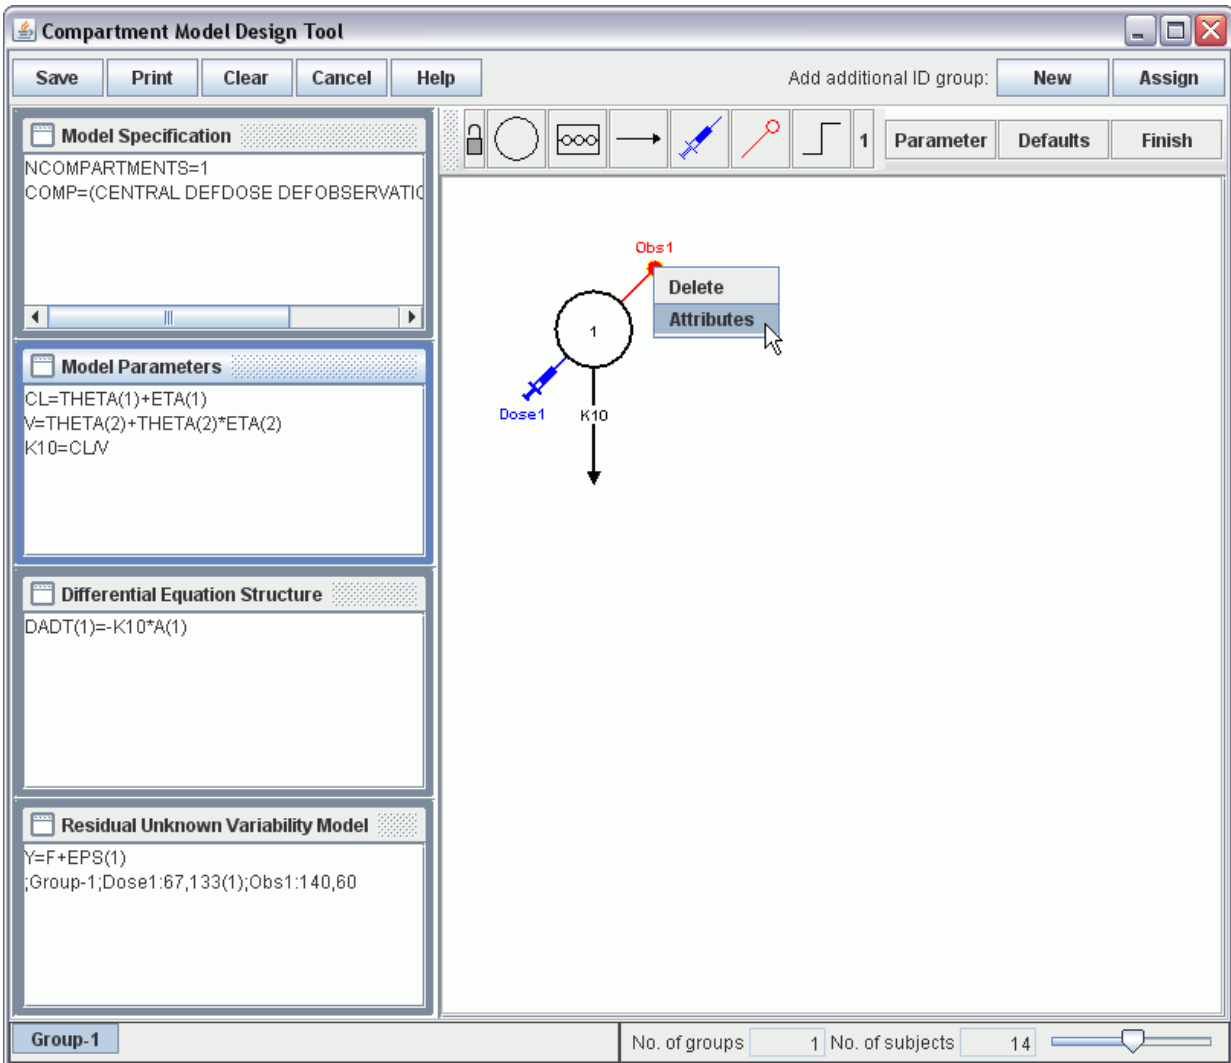 Compartment Model Design Tool
Save Print Clear Cancel Help Add additional ID group: New Assign
Model Specification
NCOMPARTMENTS=1
COMP=(CENTRAL DEFDOSE DEFOBSERVATIO
Model Parameters
CL=THETA(1)+ETA(1)
V=THETA(2)+THETA(2)*ETA(2)
K10=CL/V
Differential Equation Structure
DADT(1)=-K10*A(1)
Residual Unknown Variability Model
Y=F+EPS(1)
;Group-1;Dose1:67,133(1);Obs1:140,60
1 Parameter Defaults Finish
Obs1
Delete
Attributes
1
Dose1
K10
Group-1 No. of groups 1 No. of subjects 14